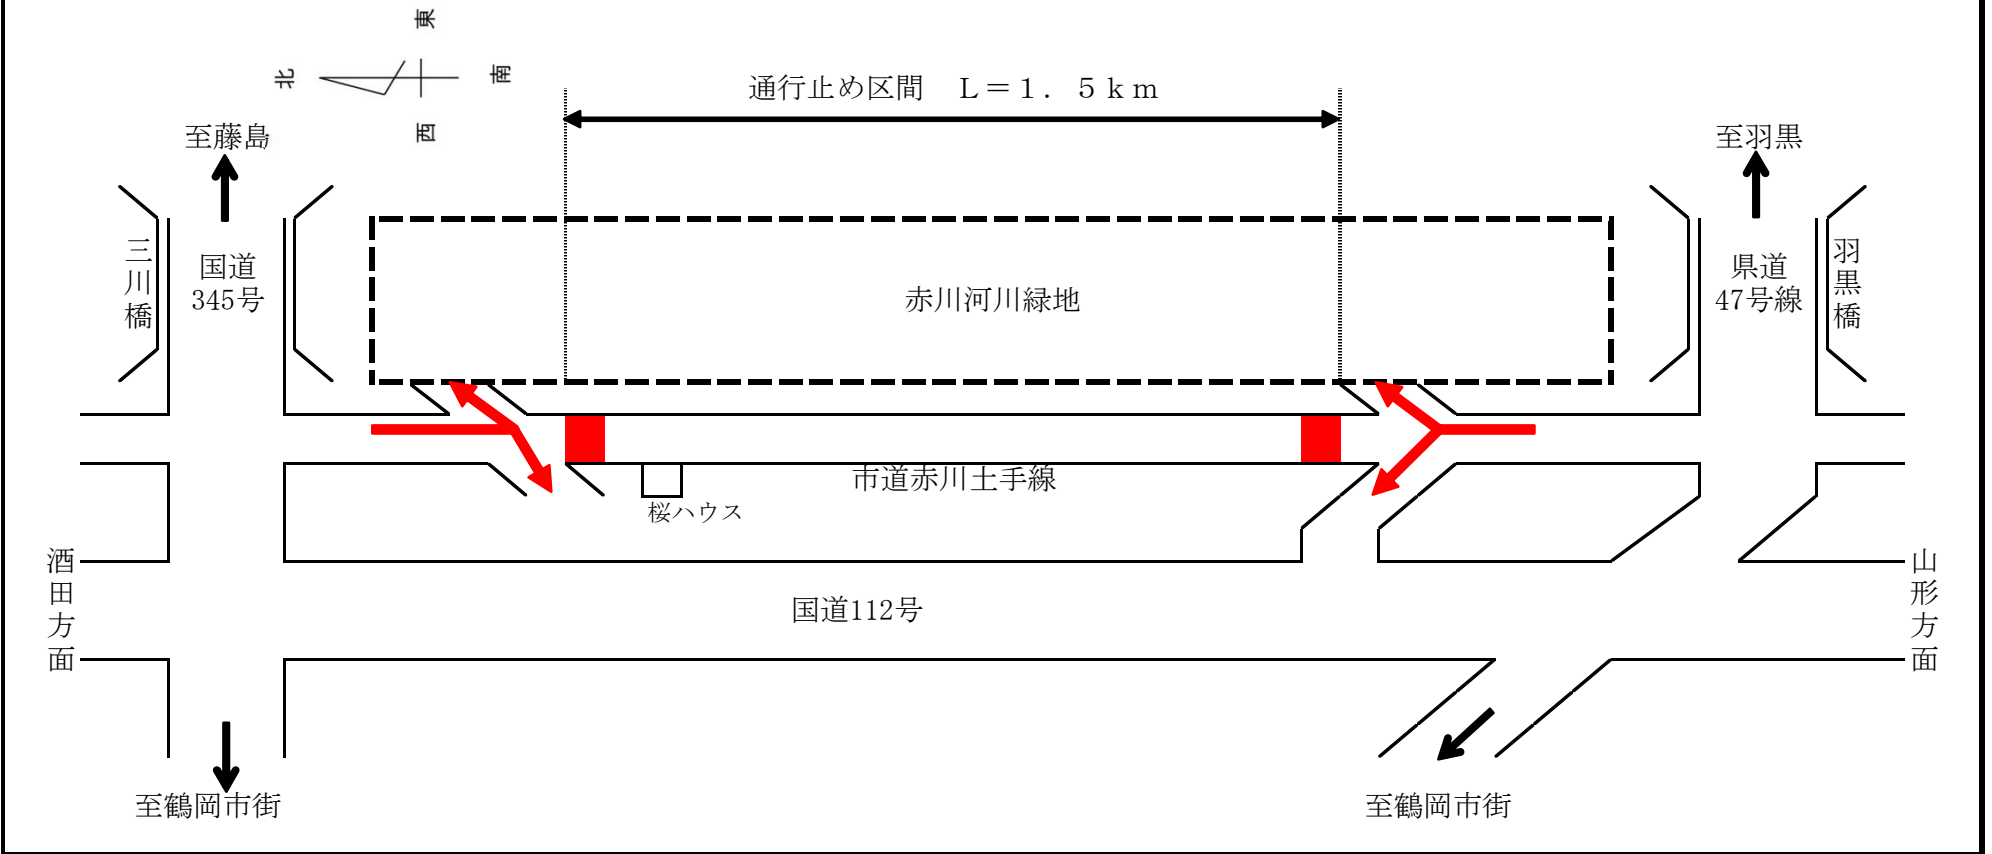 東
北
南
西
通行止め区間　Ｌ＝１．５ｋｍ
至藤島
至羽黒
三川橋
国道
345号
赤川河川緑地
県道
47号線
羽黒橋
市道赤川土手線
桜ハウス
酒田方面
国道112号
山形方面
至鶴岡市街
至鶴岡市街